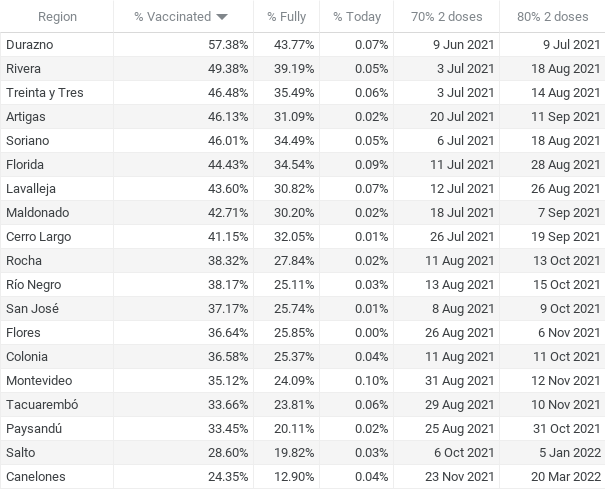 Region % Vaccinated % Fully % Today 70% 2 doses 80% 2 doses
Durazno 57.38% 43.77% 0.07% 9 Jun 2021 9 Jul 2021
Rivera 49.38% 39.19% 0.05% 3 Jul 2021 18 Aug 2021
Treinta y Tres 46.48% 35.49% 0.06% 3 Jul 2021 14 Aug 2021
Artigas 46.13% 31.09% 0.02% 20 Jul 2021 11 Sep 2021
Soriano 46.01% 34.49% 0.05% 6 Jul 2021 18 Aug 2021
Florida 44.43% 34.54% 0.09% 11 Jul 2021 28 Aug 2021
Lavalleja 43.60% 30.82% 0.07% 12 Jul 2021 26 Aug 2021
Maldonado 42.71% 30.20% 0.02% 18 Jul 2021 7 Sep 2021
Cerro Largo 41.15% 32.05% 0.01% 26 Jul 2021 19 Sep 2021
Rocha 38.32% 27.84% 0.02% 11 Aug 2021 13 Oct 2021
Río Negro 38.17% 25.11% 0.03% 13 Aug 2021 15 Oct 2021
San José 37.17% 25.74% 0.01% 8 Aug 2021 9 Oct 2021
Flores 36.64% 25.85% 0.00% 26 Aug 2021 6 Nov 2021
Colonia 36.58% 25.37% 0.04% 11 Aug 2021 11 Oct 2021
Montevideo 35.12% 24.09% 0.10% 31 Aug 2021 12 Nov 2021
Tacuarembó 33.66% 23.81% 0.06% 29 Aug 2021 10 Nov 2021
Paysandú 33.45% 20.11% 0.02% 25 Aug 2021 31 Oct 2021
Salto 28.60% 19.82% 0.03% 6 Oct 2021 5 Jan 2022
Canelones 24.35% 12.90% 0.04% 23 Nov 2021 20 Mar 2022